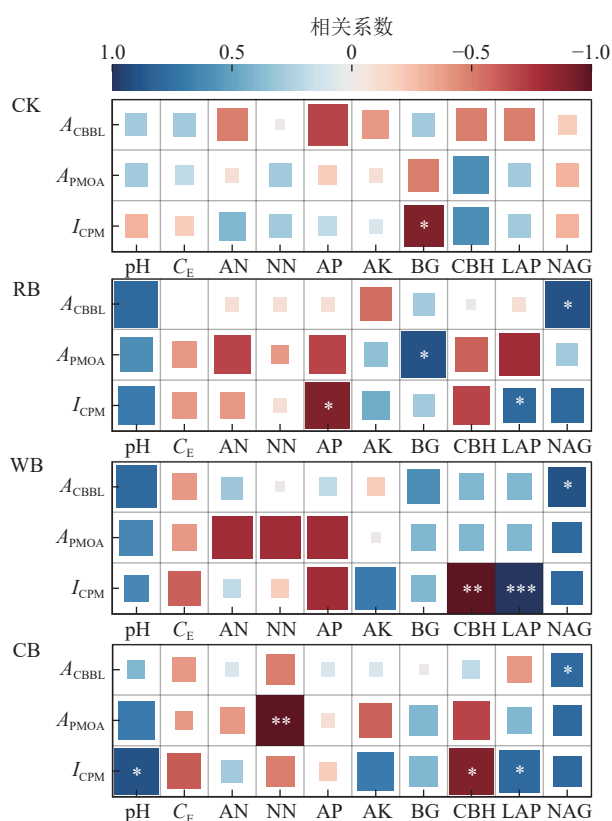 相关系数
1.0 0.5 0 −0.5 −1.0
CK
A_CBBL
A_PMOA
I_CPM *
pH C_E AN NN AP AK BG CBH LAP NAG
RB
A_CBBL *
A_PMOA *
I_CPM * *
pH C_E AN NN AP AK BG CBH LAP NAG
WB
A_CBBL *
A_PMOA
I_CPM ** ***
pH C_E AN NN AP AK BG CBH LAP NAG
CB
A_CBBL *
A_PMOA **
I_CPM * * *
pH C_E AN NN AP AK BG CBH LAP NAG